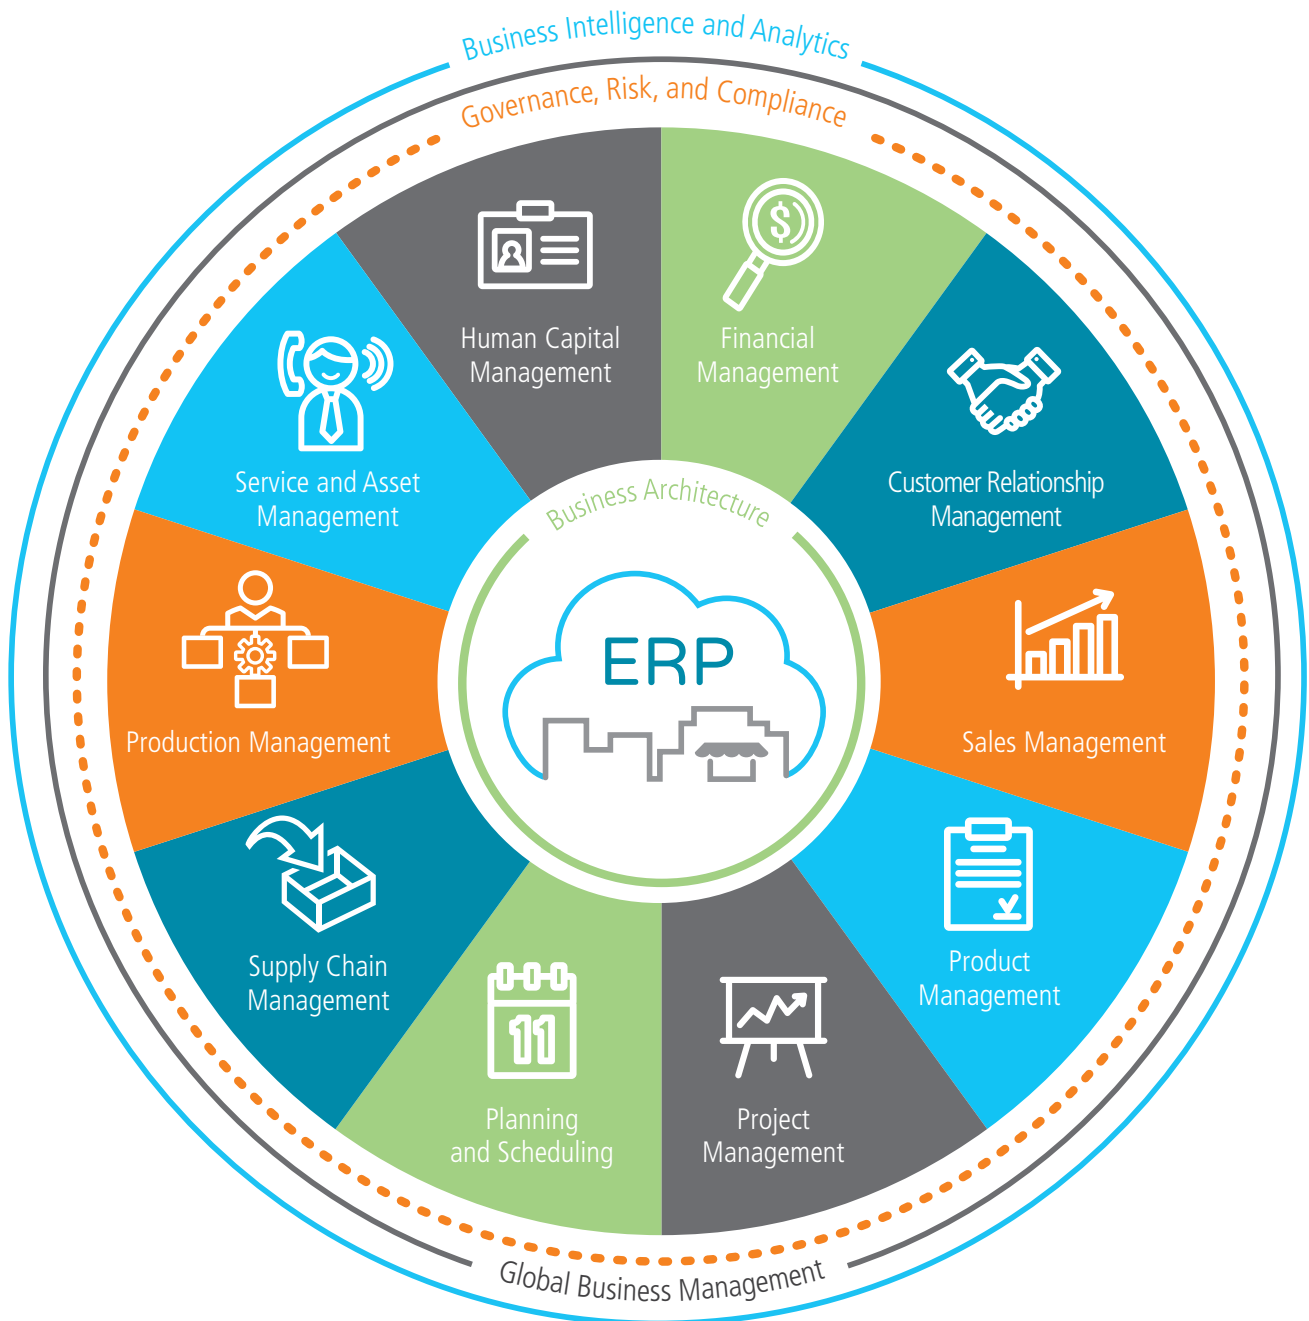 Business Intelligence and Analytics
Governance, Risk, and Compliance
Human Capital
Management
Financial
Management
Customer Relationship
Management
Sales Management
Product
Management
Project
Management
Planning
and Scheduling
Supply Chain
Management
Production Management
Service and Asset
Management
Business Architecture
ERP
$
11
Global Business Management